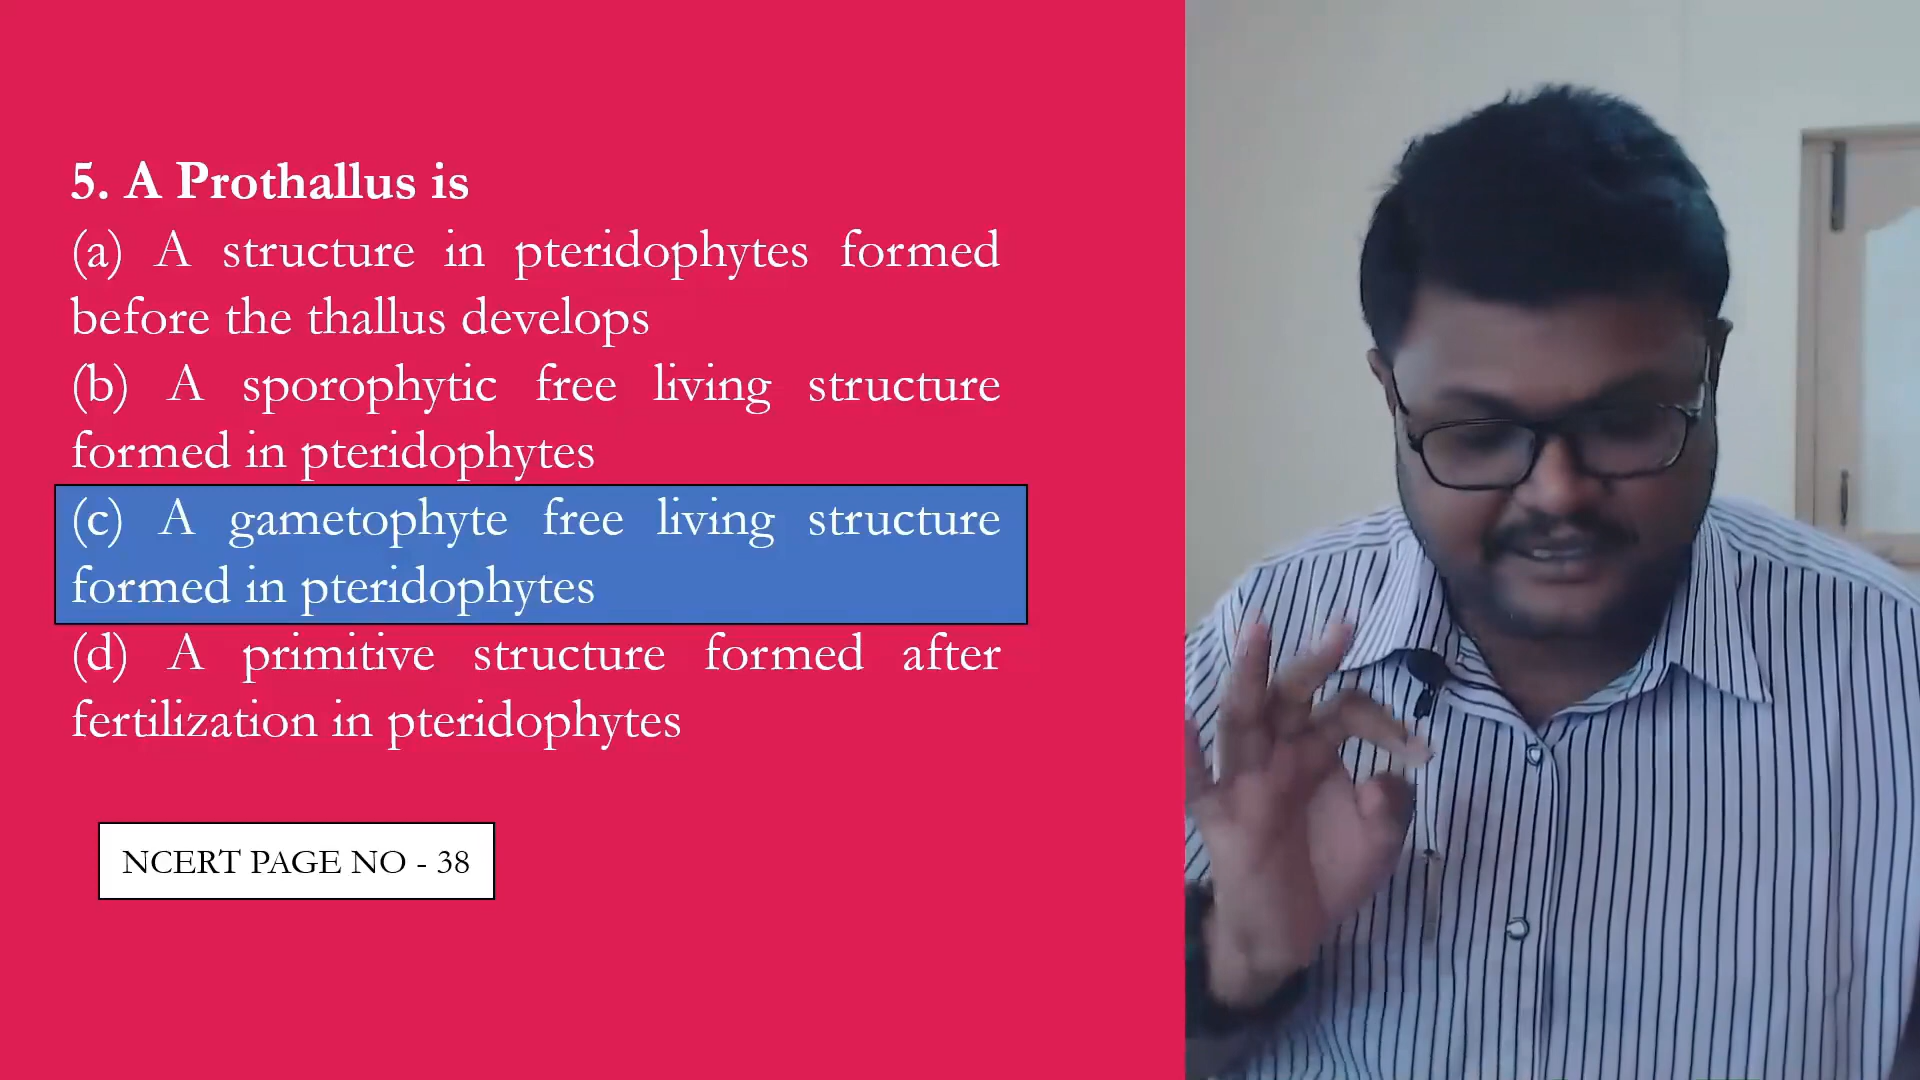 5. A Prothallus is
(a) A structure in pteridophytes formed
before the thallus develops
(b) A sporophytic free living structure
formed in pteridophytes
(c) A gametophyte free living structure
formed in pteridophytes
(d) A primitive structure formed after
fertilization in pteridophytes
NCERT PAGE NO - 38